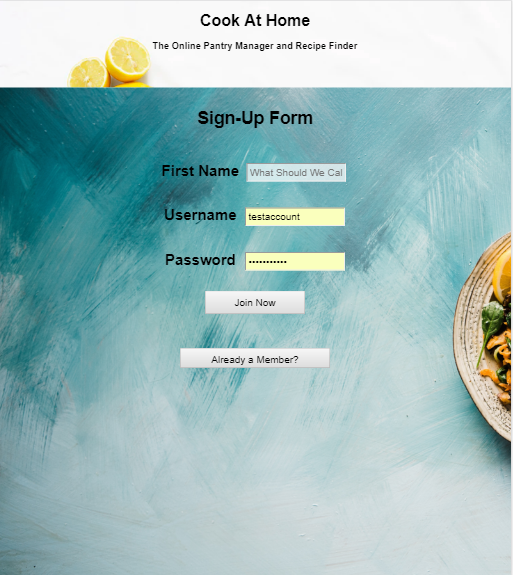 Cook At Home
The Online Pantry Manager and Recipe Finder
Sign-Up Form
First Name What Should We Cal
Username testaccount
Password •••••••••••
Join Now
Already a Member?